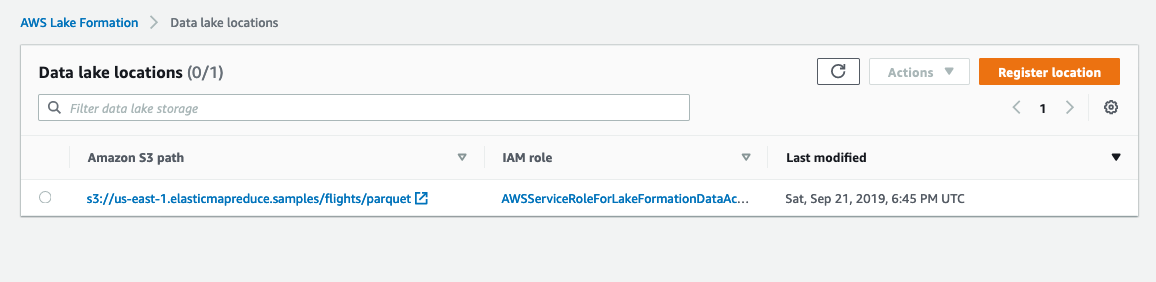 AWS Lake Formation > Data lake locations
Data lake locations (0/1)
Actions
Register location
Filter data lake storage
1
Amazon S3 path IAM role Last modified
s3://us-east-1.elasticmapreduce.samples/flights/parquet AWSServiceRoleForLakeFormationDataAc... Sat, Sep 21, 2019, 6:45 PM UTC